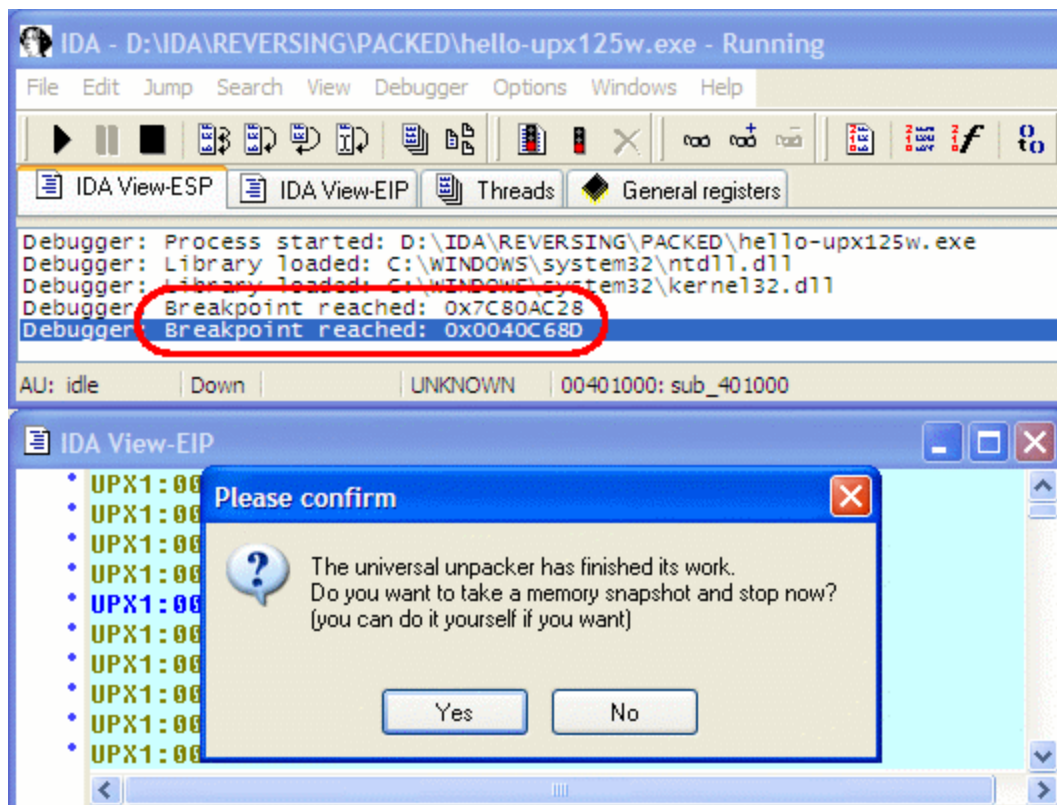 IDA - D:\IDA\REVERSING\PACKED\hello-upx125w.exe - Running
File Edit Jump Search View Debugger Options Windows Help
IDA View-ESP IDA View-EIP Threads General registers
Debugger: Process started: D:\IDA\REVERSING\PACKED\hello-upx125w.exe
Debugger: Library loaded: C:\WINDOWS\system32\ntdll.dll
Debugger: Library loaded: C:\WINDOWS\system32\kernel32.dll
Debugger: Breakpoint reached: 0x7C80AC28
Debugger: Breakpoint reached: 0x0040C68D
AU: idle Down UNKNOWN 00401000: sub_401000
IDA View-EIP
UPX1:00
UPX1:00
UPX1:00
UPX1:00
UPX1:00
UPX1:00
UPX1:00
UPX1:00
UPX1:00
UPX1:00
Please confirm
The universal unpacker has finished its work.
Do you want to take a memory snapshot and stop now?
(you can do it yourself if you want)
Yes No